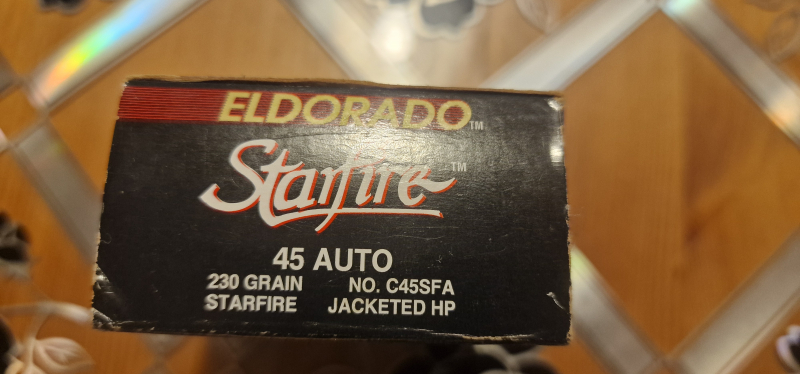 ELDORADO™
Starfire™
45 AUTO
230 GRAIN NO. C45SFA
STARFIRE JACKETED HP